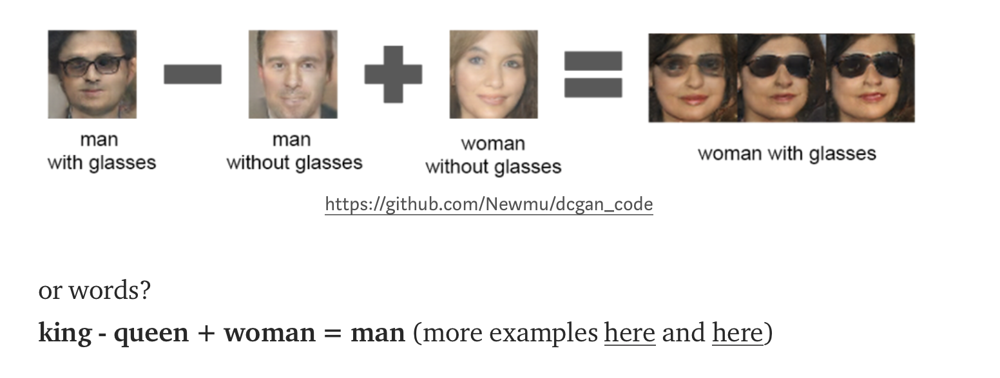 man
with glasses
man
without glasses
woman
without glasses
woman with glasses
https://github.com/Newmu/dcgan_code
or words?
king - queen + woman = man (more examples here and here)